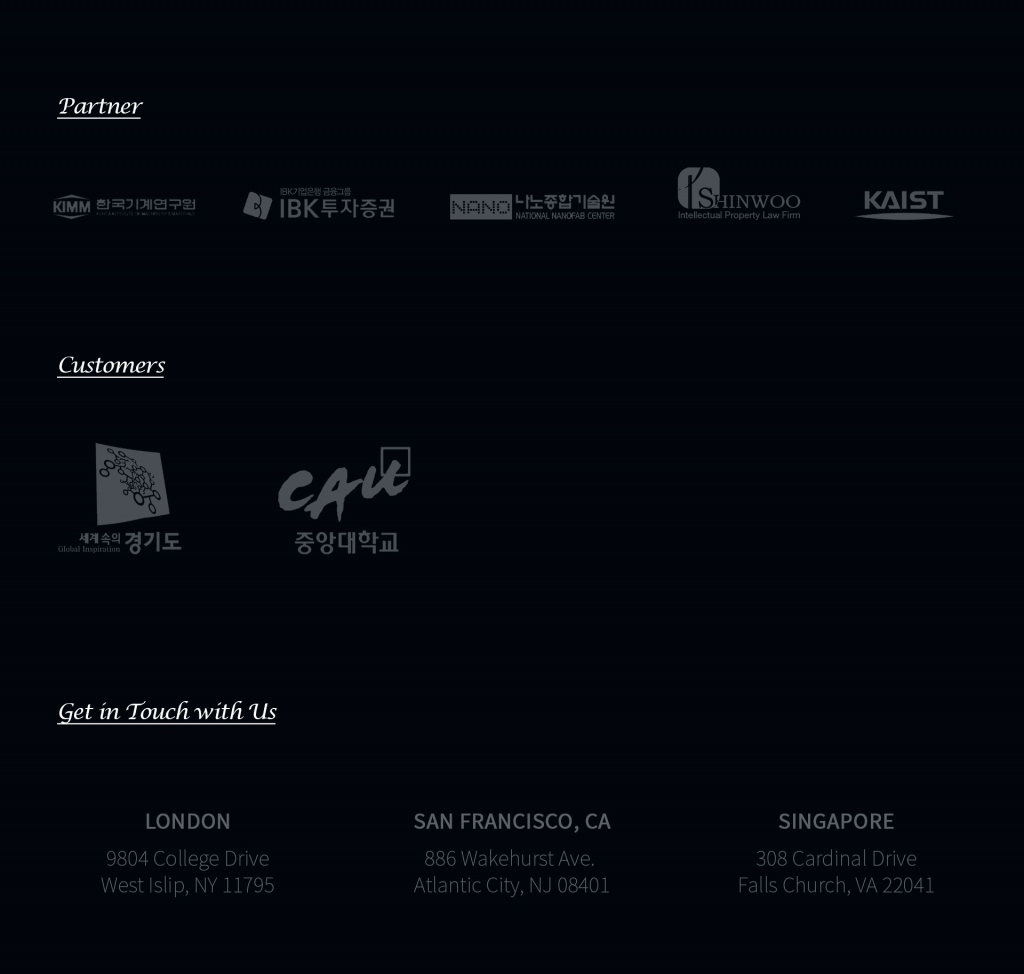 Partner
KIMM 한국기계연구원
IBK기업은행 금융그룹
IBK투자증권
NANO 나노종합기술원
NATIONAL NANOFAB CENTER
SHINWOO
Intellectual Property Law Firm
KAIST
Customers
세계 속의 경기도
Global Inspiration
CAU
중앙대학교
Get in Touch with Us
LONDON
9804 College Drive
West Islip, NY 11795
SAN FRANCISCO, CA
886 Wakehurst Ave.
Atlantic City, NJ 08401
SINGAPORE
308 Cardinal Drive
Falls Church, VA 22041